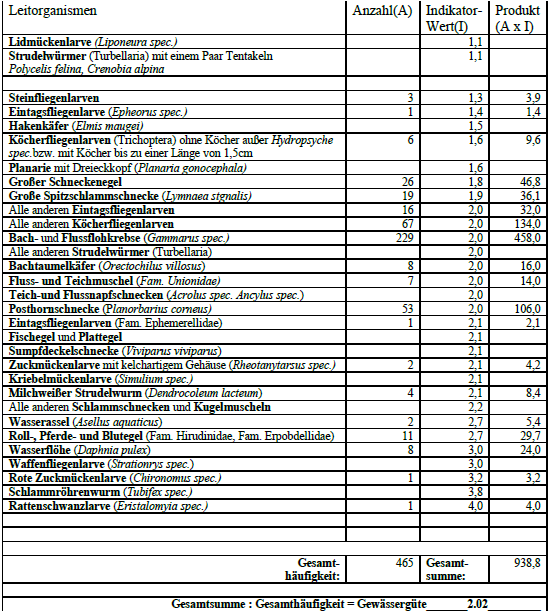 Leitorganismen Anzahl(A) Indikator- Produkt
Wert(I) (A x I)
Lidmückenlarve (Liponeura spec.) 1,1
Strudelwürmer (Turbellaria) mit einem Paar Tentakeln 1,1
Polycelis felina, Crenobia alpina
Steinfliegenlarven 3 1,3 3,9
Eintagsfliegenlarve (Epheorus spec.) 1 1,4 1,4
Hakenkäfer (Elmis maugei) 1,5
Köcherfliegenlarven (Trichoptera) ohne Köcher außer Hydropsyche 6 1,6 9,6
spec.bzw. mit Köcher bis zu einer Länge von 1,5cm
Planarie mit Dreieckkopf (Planaria gonocephala) 1,6
Großer Schneckenegel 26 1,8 46,8
Große Spitzschlammschnecke (Lymnaea stgnalis) 19 1,9 36,1
Alle anderen Eintagsfliegenlarven 16 2,0 32,0
Alle anderen Köcherfliegenlarven 67 2,0 134,0
Bach- und Flussflohkrebse (Gammarus spec.) 229 2,0 458,0
Alle anderen Strudelwürmer (Turbellaria) 2,0
Bachtaumelkäfer (Orectochilus villosus) 8 2,0 16,0
Fluss- und Teichmuschel (Fam. Unionidae) 7 2,0 14,0
Teich-und Flussnapfschnecken (Acrolus spec. Ancylus spec.) 2,0
Posthornschnecke (Planorbarius corneus) 53 2,0 106,0
Eintagsfliegenlarven (Fam. Ephemerellidae) 1 2,1 2,1
Fischegel und Plattegel 2,1
Sumpfdeckelschnecke (Viviparus viviparus) 2,1
Zuckmückenlarve mit kelchartigem Gehäuse (Rheotanytarsus spec.) 2 2,1 4,2
Kriebelmückenlarve (Simulium spec.) 2,1
Milchweißer Strudelwurm (Dendrocoleum lacteum) 4 2,1 8,4
Alle anderen Schlammschnecken und Kugelmuscheln 2,2
Wasserassel (Asellus aquaticus) 2 2,7 5,4
Roll-, Pferde- und Blutegel (Fam. Hirudinidae, Fam. Erpobdellidae) 11 2,7 29,7
Wasserflöhe (Daphnia pulex) 8 3,0 24,0
Waffenfliegenlarve (Strationrys spec.) 3,0
Rote Zuckmückenlarve (Chironomus spec.) 1 3,2 3,2
Schlammröhrenwurm (Tubifex spec.) 3,8
Rattenschwanzlarve (Eristalomyia spec.) 1 4,0 4,0
Gesamt- 465 Gesamt- 938,8
häufigkeit: summe:
Gesamtsumme : Gesamthäufigkeit = Gewässergüte______2.02________